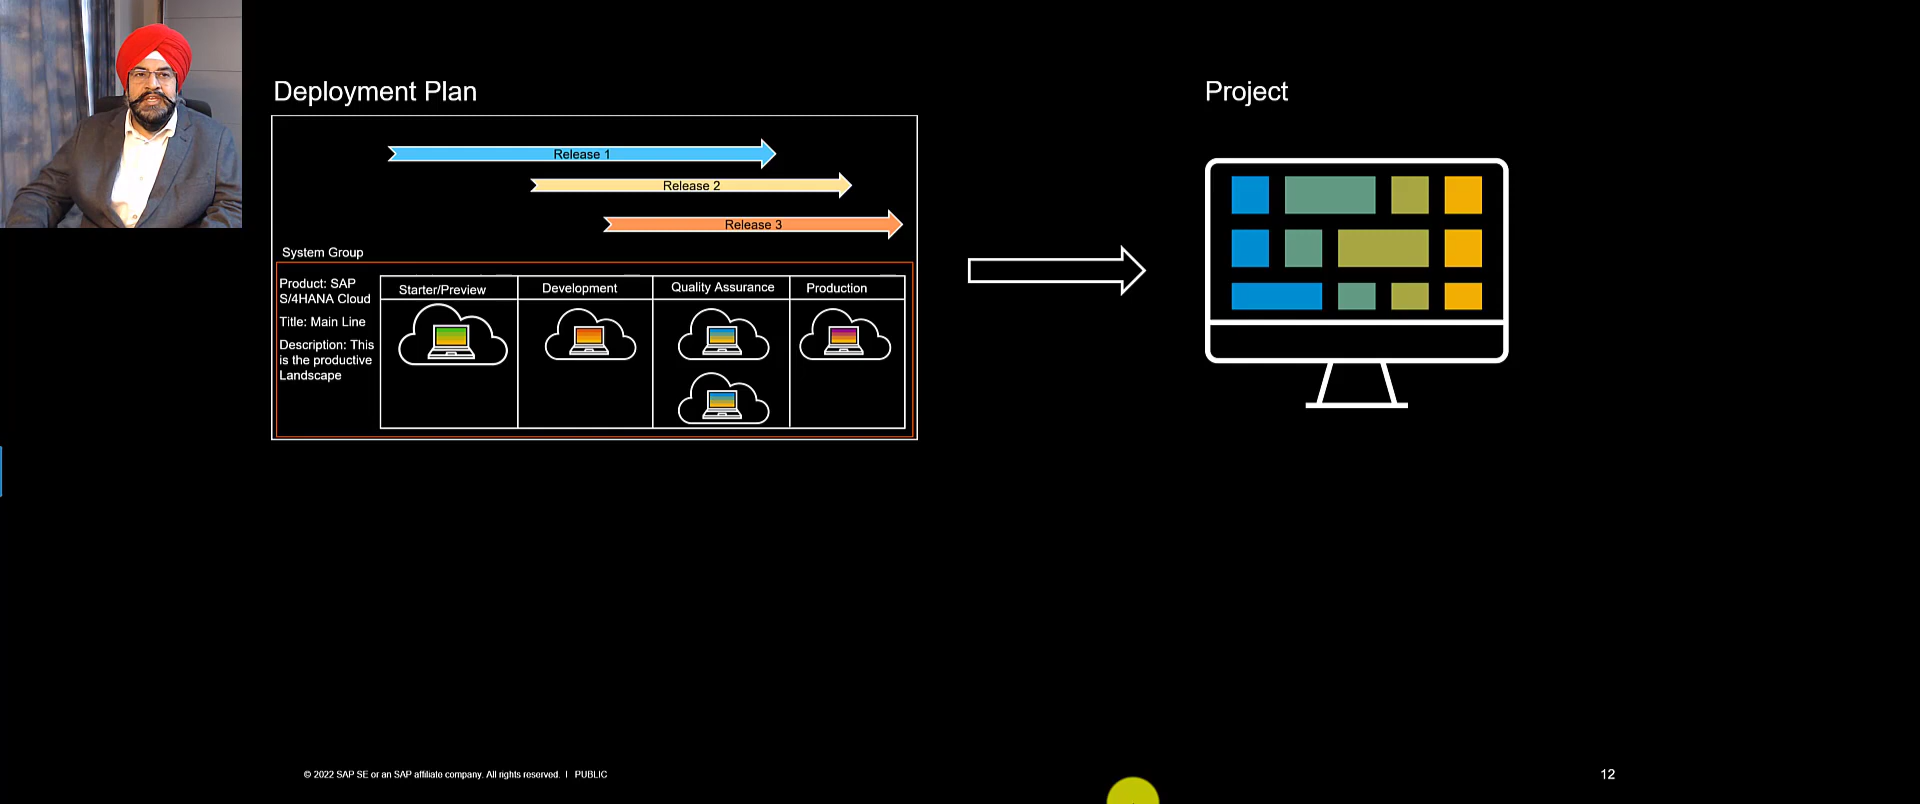 Deployment Plan
Project
Release 1
Release 2
Release 3
System Group
Product: SAP
S/4HANA Cloud
Title: Main Line
Description: This
is the productive
Landscape
Starter/Preview
Development
Quality Assurance
Production
© 2022 SAP SE or an SAP affiliate company. All rights reserved. | PUBLIC
12